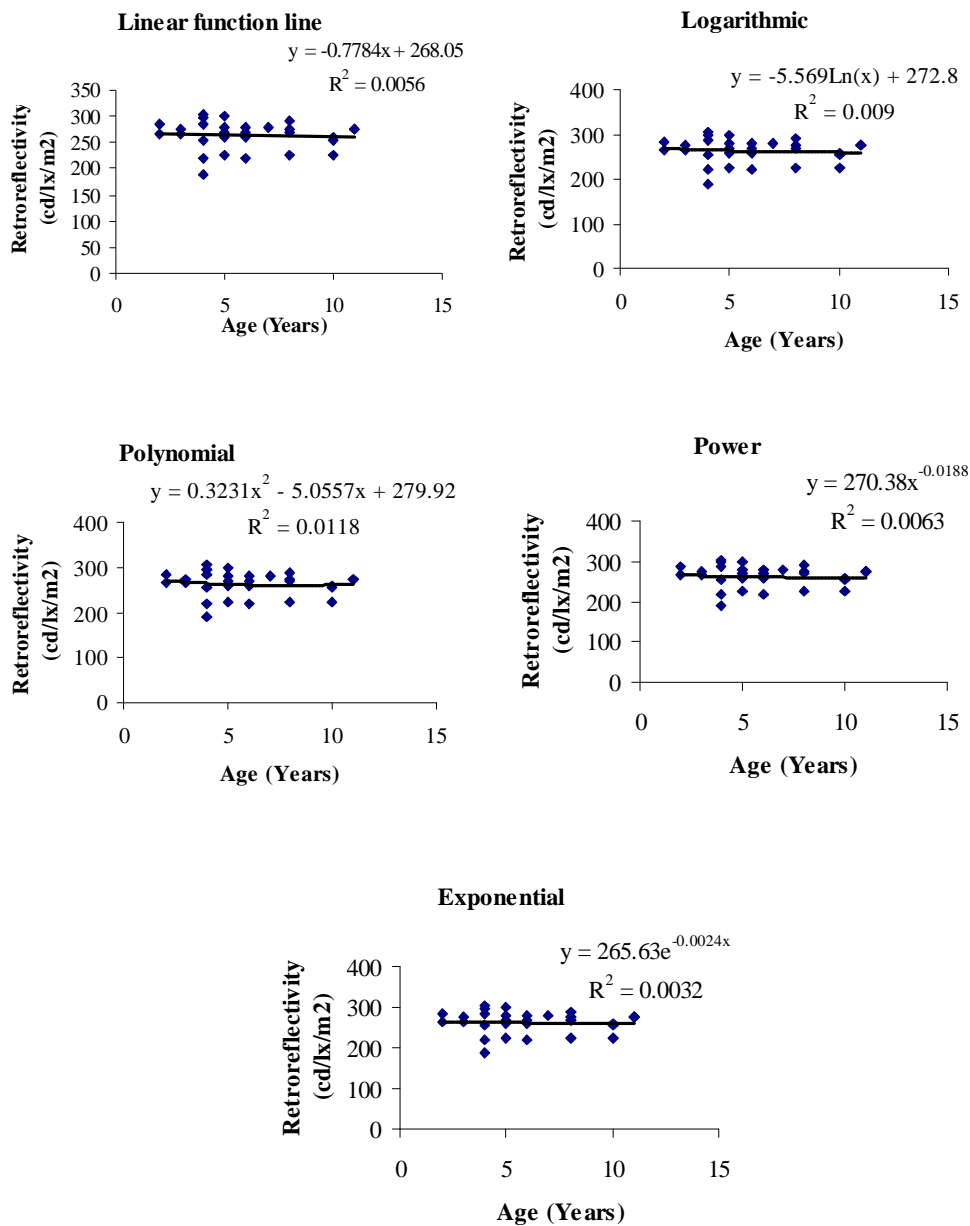 Linear function line
y = -0.7784x + 268.05
R² = 0.0056
Retroreflectivity
(cd/lx/m2)
300
250
200
150
100
50
0
0 5 10 15
Age (Years)
Logarithmic
y = -5.569Ln(x) + 272.8
R² = 0.009
Retroreflectivity
(cd/lx/m2)
400
300
200
100
0
0 5 10 15
Age (Years)
Polynomial
y = 0.3231x² - 5.0557x + 279.92
R² = 0.0118
Retroreflectivity
(cd/lx/m2)
400
300
200
100
0
0 5 10 15
Age (Years)
Power
y = 270.38x⁻⁰·⁰¹⁸⁸
R² = 0.0063
Retroreflectivity
(cd/lx/m2)
400
300
200
100
0
0 5 10 15
Age (Years)
Exponential
y = 265.63e^-0.0024x
R² = 0.0032
Retroreflectivity
(cd/lx/m2)
400
300
200
100
0
0 5 10 15
Age (Years)